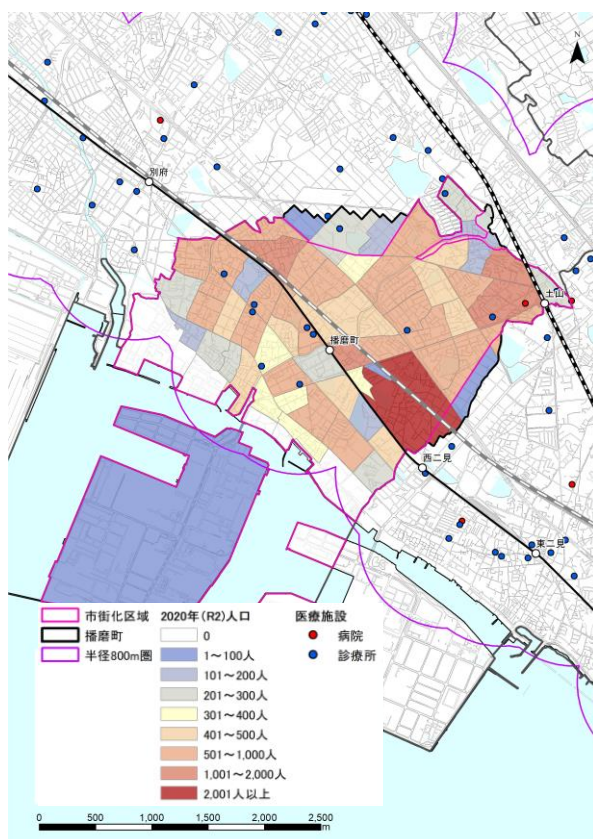 N
別府
土山
播磨町
西二見
東二見
市街化区域
播磨町
半径800m圏
2020年(R2)人口
0
1～100人
101～200人
201～300人
301～400人
401～500人
501～1,000人
1,001～2,000人
2,001人以上
医療施設
病院
診療所
0 500 1,000 1,500 2,000 2,500
m